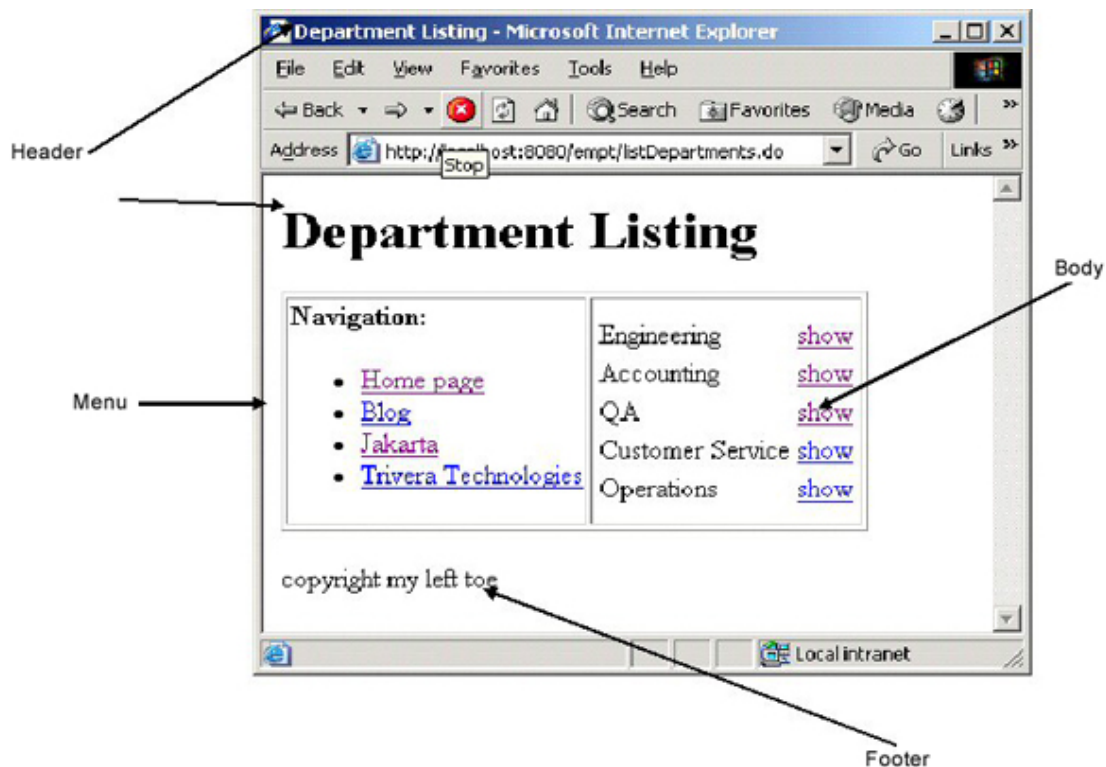 Department Listing - Microsoft Internet Explorer
File Edit View Favorites Tools Help
Back Search Favorites Media »
Header
Address http://localhost:8080/empt/listDepartments.do Go Links »
Stop
Department Listing
Body
Navigation:
Home page
Blog
Jakarta
Trivera Technologies
Menu
Engineering show
Accounting show
QA show
Customer Service show
Operations show
copyright my left toe
Local intranet
Footer